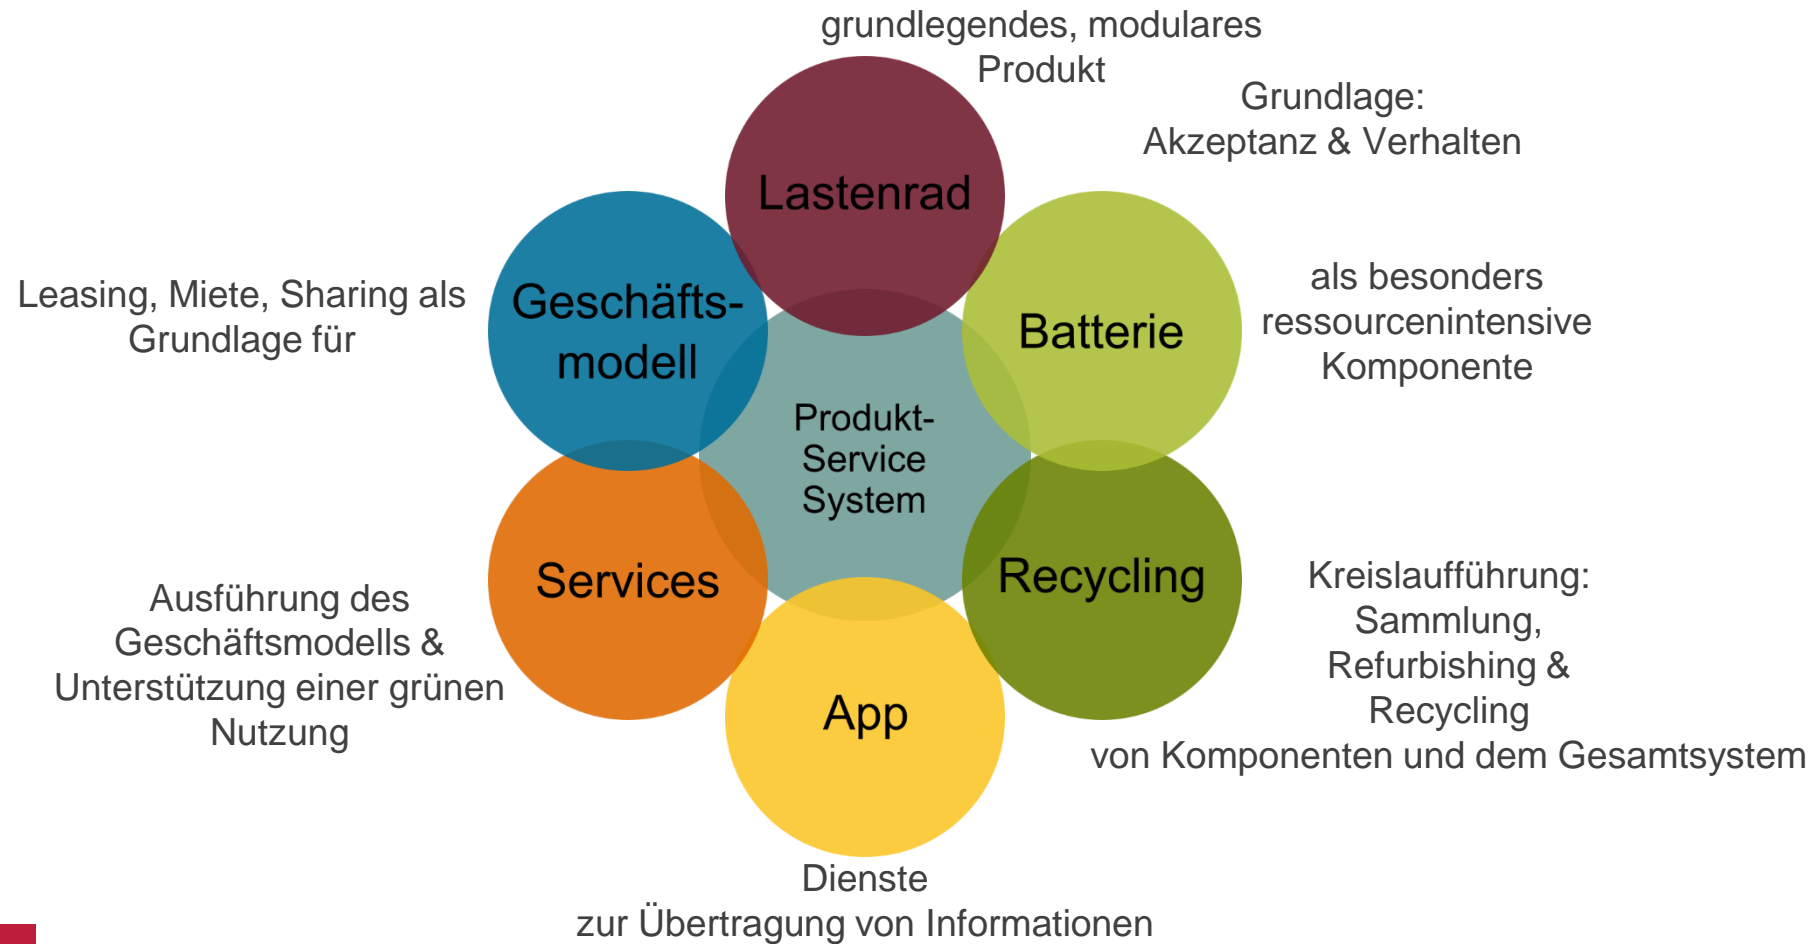 grundlegendes, modulares
Produkt
Grundlage:
Akzeptanz & Verhalten
Lastenrad
Leasing, Miete, Sharing als
Grundlage für
Geschäfts-
modell
Batterie
als besonders
ressourcenintensive
Komponente
Produkt-
Service
System
Services
Recycling
Ausführung des
Geschäftsmodells &
Unterstützung einer grünen
Nutzung
Kreislaufführung:
Sammlung,
Refurbishing &
Recycling
von Komponenten und dem Gesamtsystem
App
Dienste
zur Übertragung von Informationen